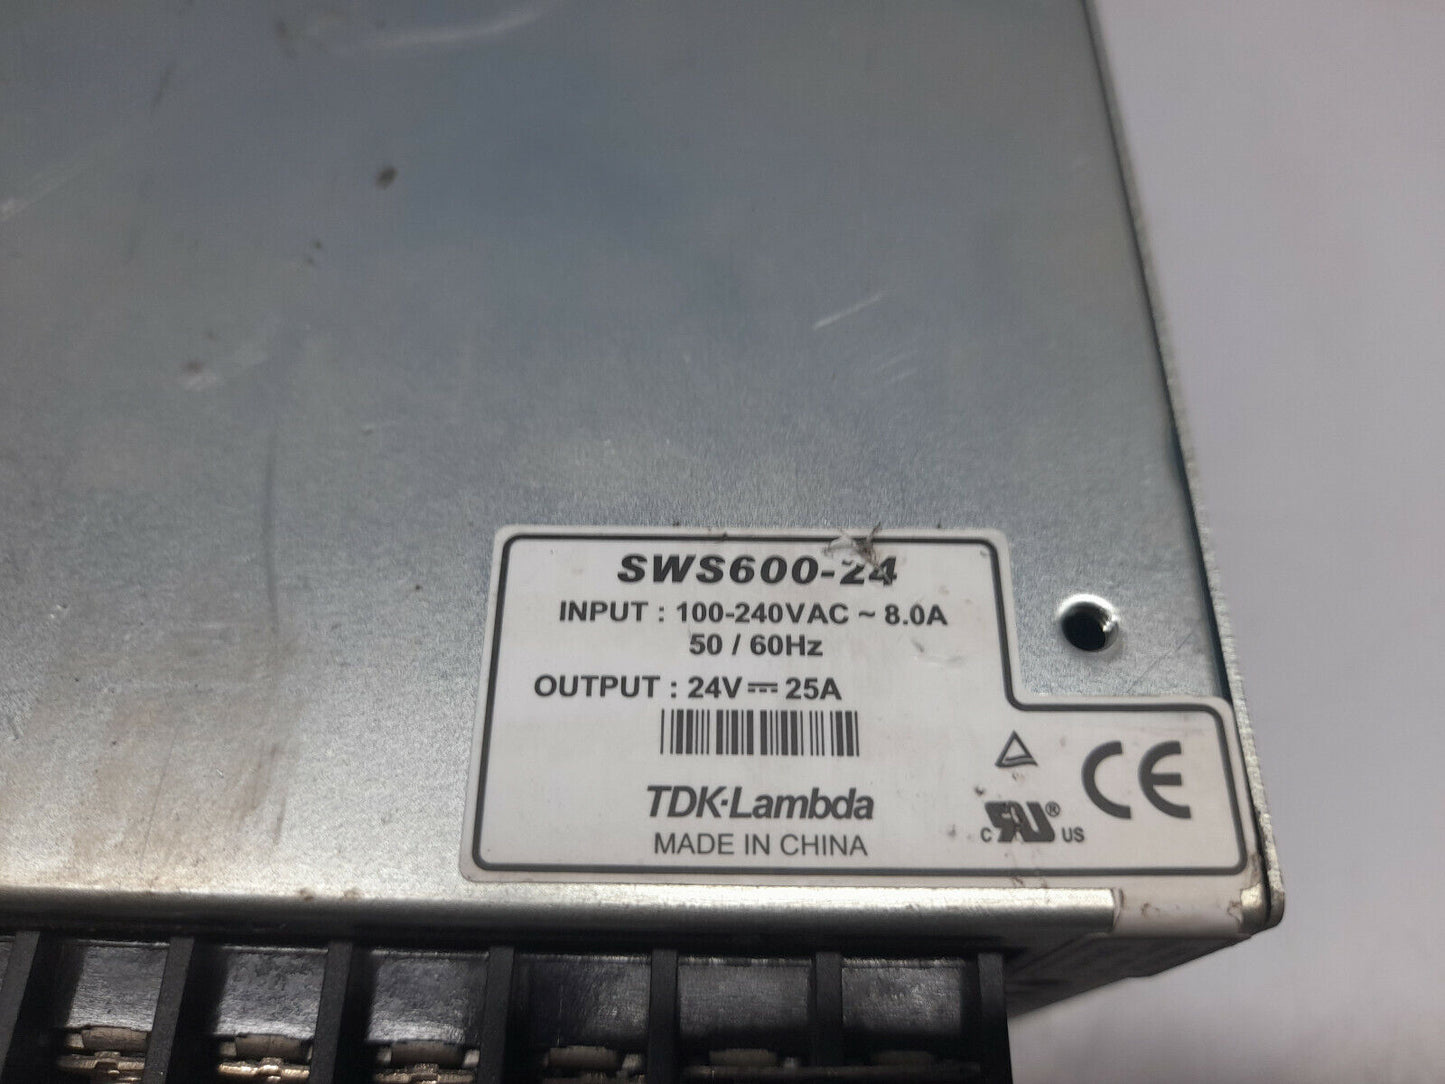 SWS600-24
INPUT : 100-240VAC ~ 8.0A
50 / 60Hz
OUTPUT : 24V⎓25A
TDK·Lambda
MADE IN CHINA
CE
c RU ® US